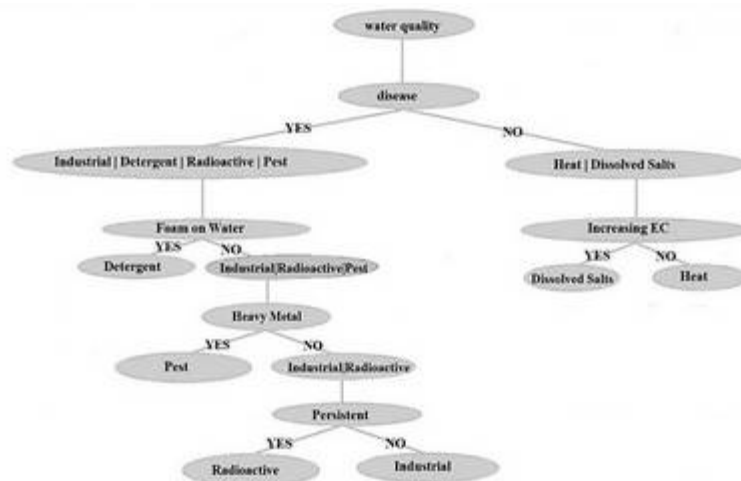 water quality
disease
YES
NO
Industrial | Detergent | Radioactive | Pest
Heat | Dissolved Salts
Foam on Water
Increasing EC
YES
NO
YES
NO
Detergent
Industrial|Radioactive|Pest
Dissolved Salts
Heat
Heavy Metal
YES
NO
Pest
Industrial|Radioactive
Persistent
YES
NO
Radioactive
Industrial